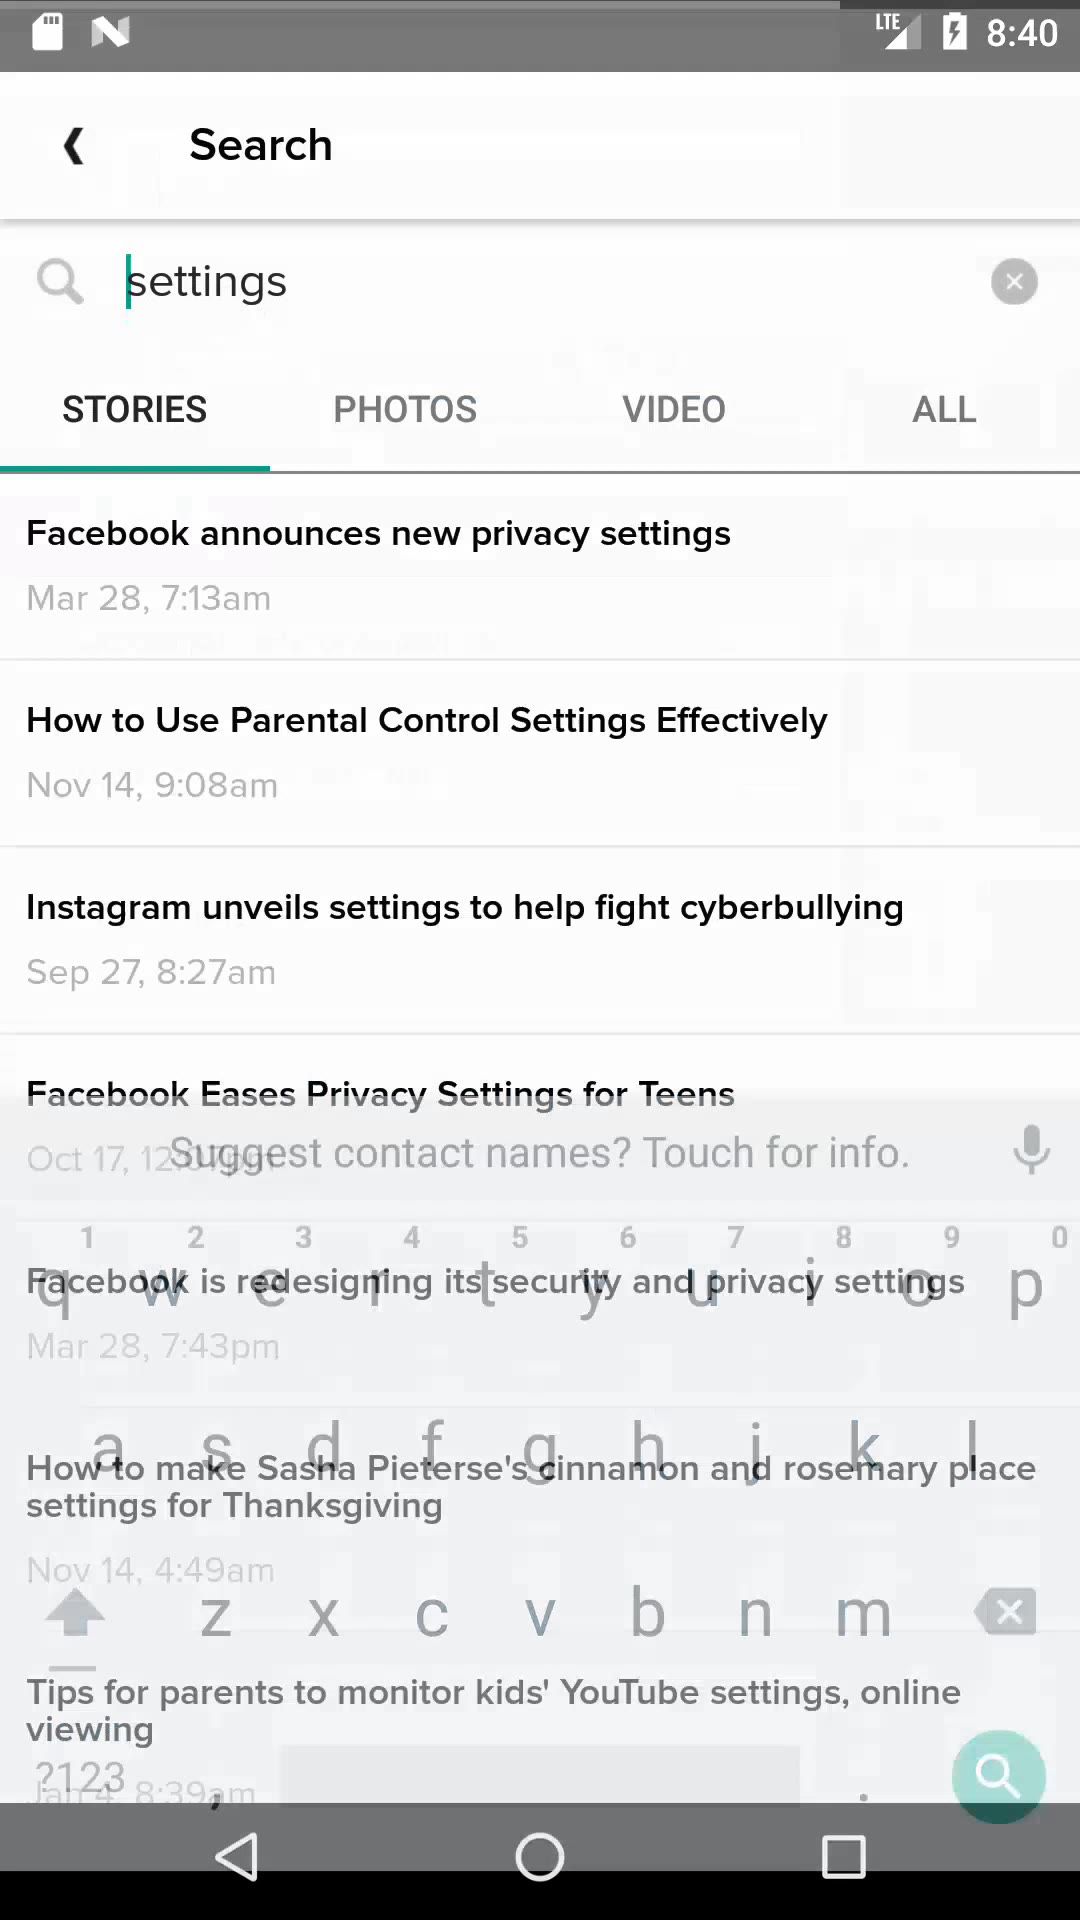 LTE 8:40
Search
settings
STORIES PHOTOS VIDEO ALL
Facebook announces new privacy settings
Mar 28, 7:13am
How to Use Parental Control Settings Effectively
Nov 14, 9:08am
Instagram unveils settings to help fight cyberbullying
Sep 27, 8:27am
Facebook Eases Privacy Settings for Teens
Oct 17, 12:07pm
Suggest contact names? Touch for info.
1 2 3 4 5 6 7 8 9 0
q w e r t y u i o p
Facebook is redesigning its security and privacy settings
Mar 28, 7:43pm
a s d f g h j k l
How to make Sasha Pieterse's cinnamon and rosemary place
settings for Thanksgiving
Nov 14, 4:49am
z x c v b n m
Tips for parents to monitor kids' YouTube settings, online
viewing
?123 , .
Jan 4, 8:39am